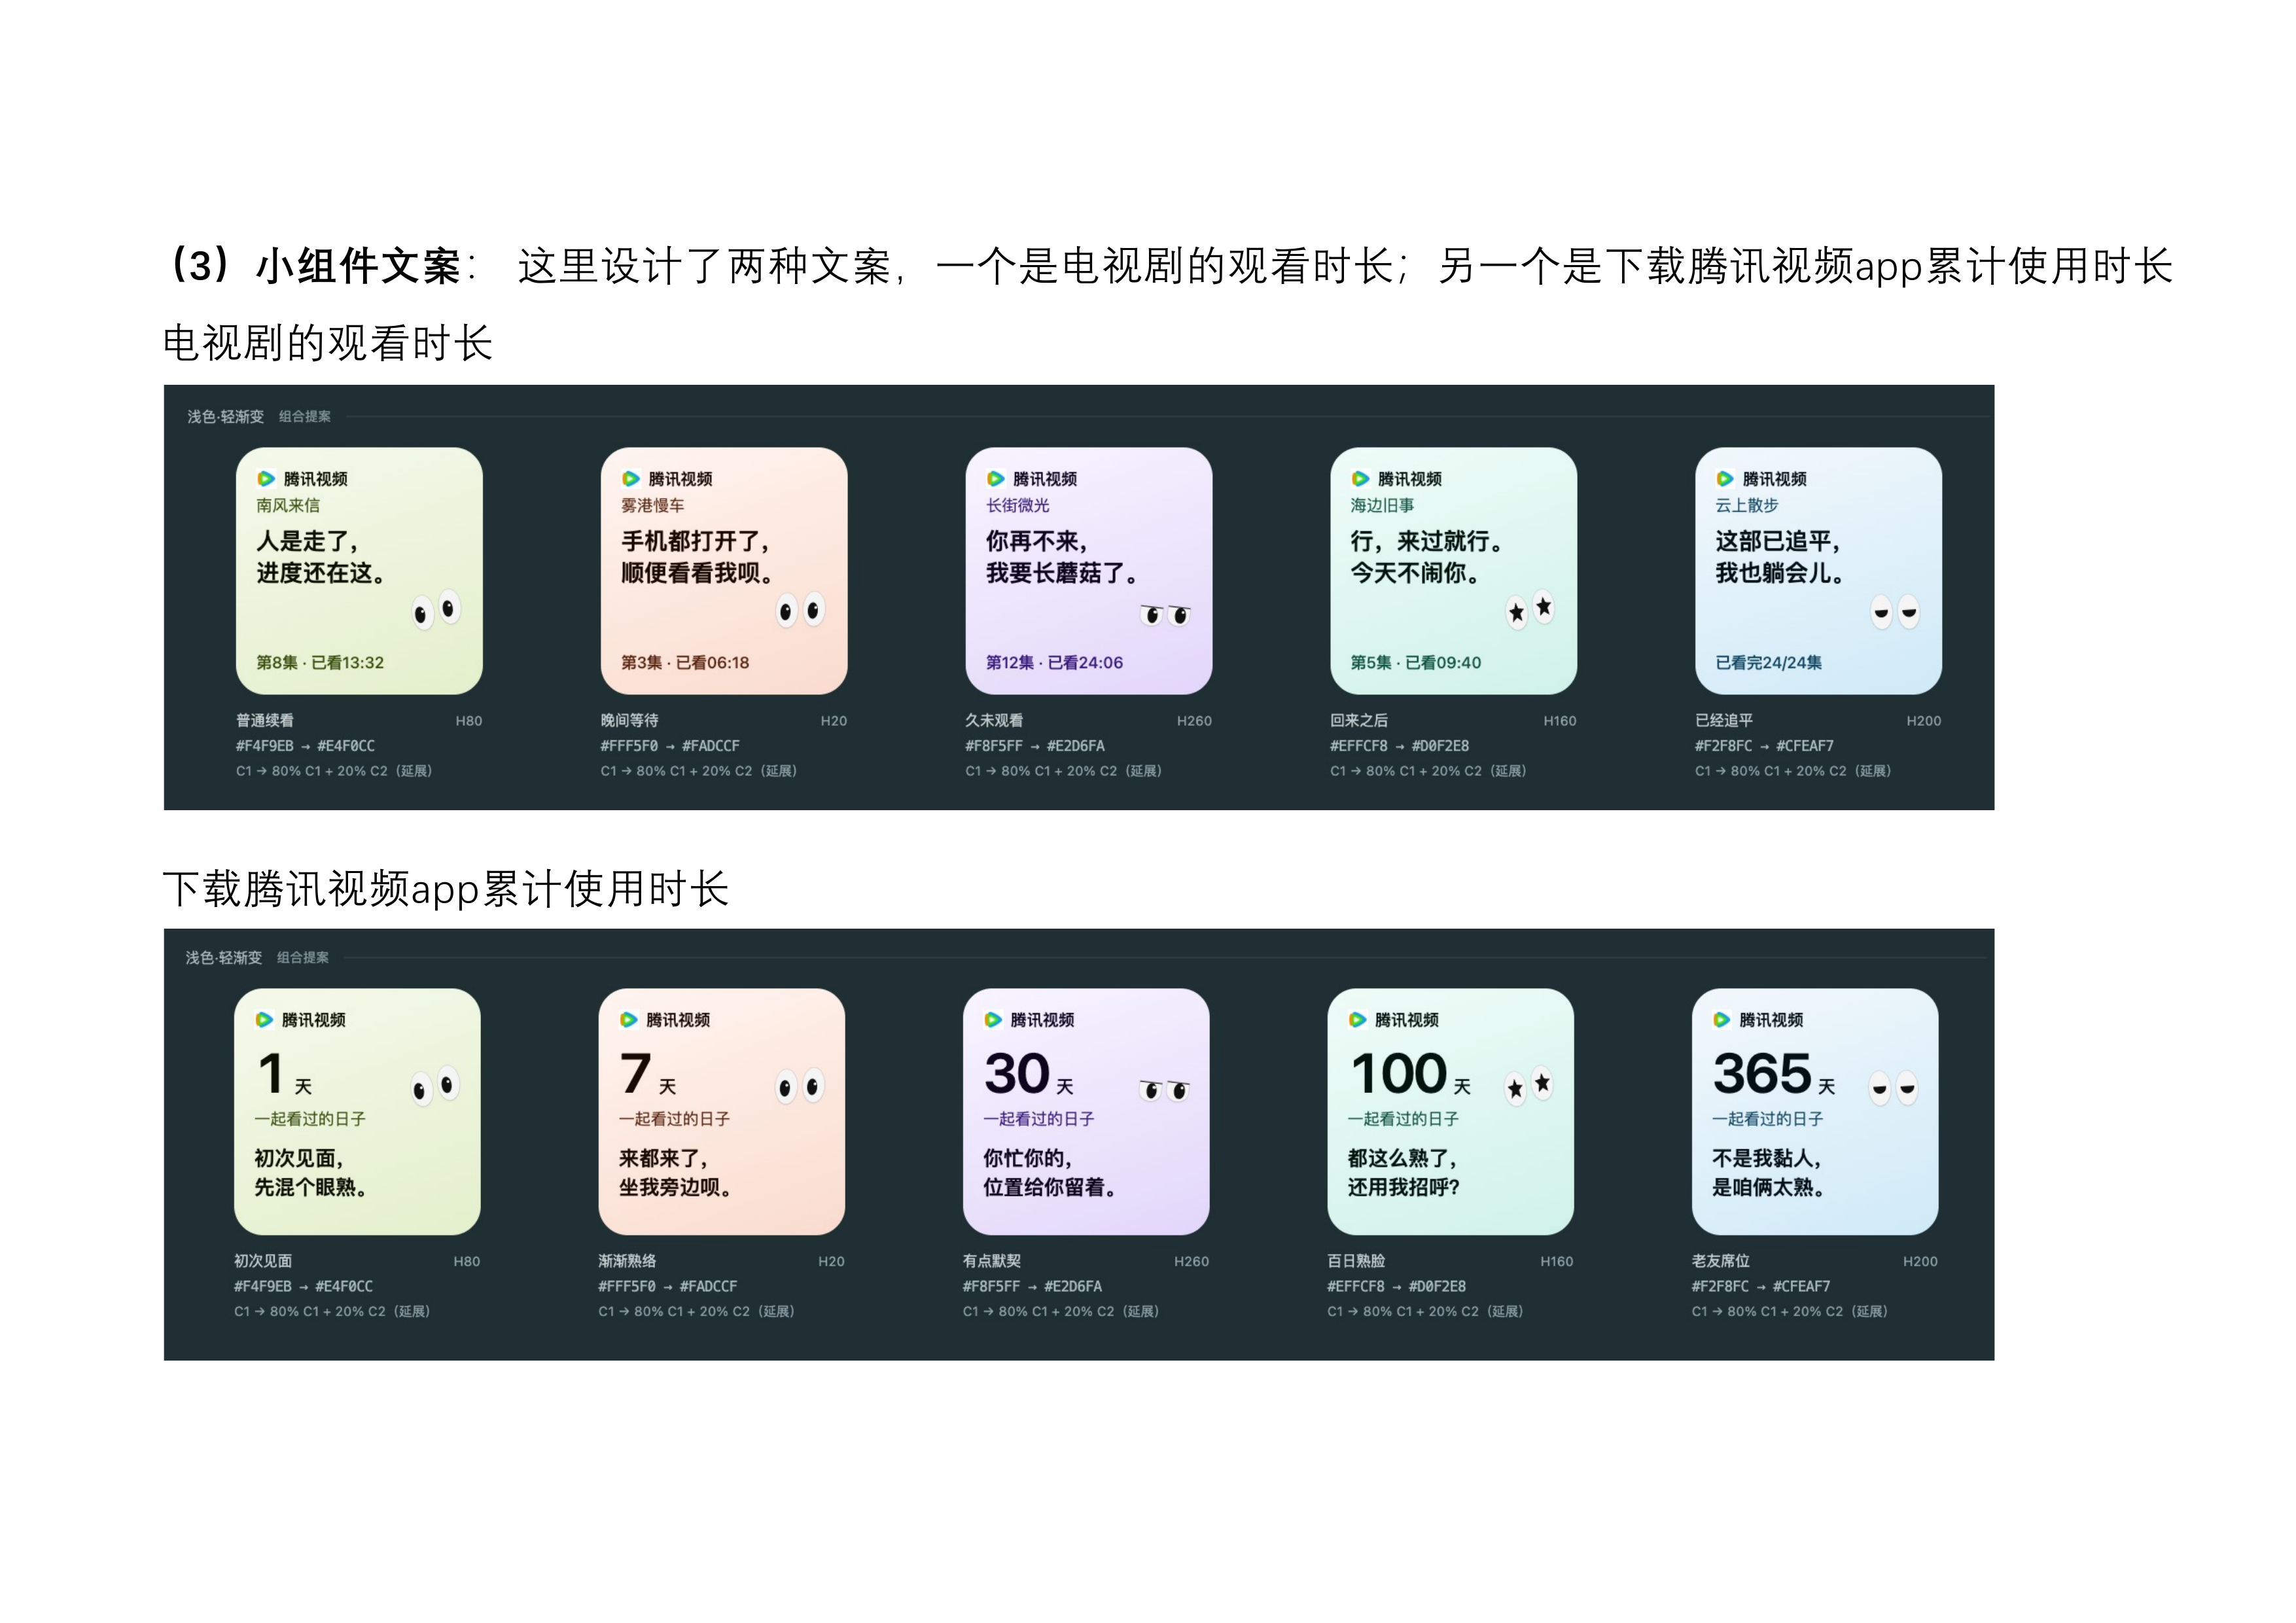 （3）小组件文案： 这里设计了两种文案，一个是电视剧的观看时长；另一个是下载腾讯视频app累计使用时长
电视剧的观看时长
浅色·轻渐变 组合提案
腾讯视频
南风来信
人是走了，
进度还在这。
第8集 · 已看13:32
普通续看 H80
#F4F9EB → #E4F0CC
C1 → 80% C1 + 20% C2（延展）
腾讯视频
雾港慢车
手机都打开了，
顺便看看我呗。
第3集 · 已看06:18
晚间等待 H20
#FFF5F0 → #FADCCF
C1 → 80% C1 + 20% C2（延展）
腾讯视频
长街微光
你再不来，
我要长蘑菇了。
第12集 · 已看24:06
久未观看 H260
#F8F5FF → #E2D6FA
C1 → 80% C1 + 20% C2（延展）
腾讯视频
海边旧事
行，来过就行。
今天不闹你。
第5集 · 已看09:40
回来之后 H160
#EFFCF8 → #D0F2E8
C1 → 80% C1 + 20% C2（延展）
腾讯视频
云上散步
这部已追平，
我也躺会儿。
已看完24/24集
已经追平 H200
#F2F8FC → #CFEAF7
C1 → 80% C1 + 20% C2（延展）
下载腾讯视频app累计使用时长
浅色·轻渐变 组合提案
腾讯视频
1 天
一起看过的日子
初次见面，
先混个眼熟。
初次见面 H80
#F4F9EB → #E4F0CC
C1 → 80% C1 + 20% C2（延展）
腾讯视频
7 天
一起看过的日子
来都来了，
坐我旁边呗。
渐渐熟络 H20
#FFF5F0 → #FADCCF
C1 → 80% C1 + 20% C2（延展）
腾讯视频
30 天
一起看过的日子
你忙你的，
位置给你留着。
有点默契 H260
#F8F5FF → #E2D6FA
C1 → 80% C1 + 20% C2（延展）
腾讯视频
100 天
一起看过的日子
都这么熟了，
还用我招呼？
百日熟脸 H160
#EFFCF8 → #D0F2E8
C1 → 80% C1 + 20% C2（延展）
腾讯视频
365 天
一起看过的日子
不是我黏人，
是咱俩太熟。
老友席位 H200
#F2F8FC → #CFEAF7
C1 → 80% C1 + 20% C2（延展）